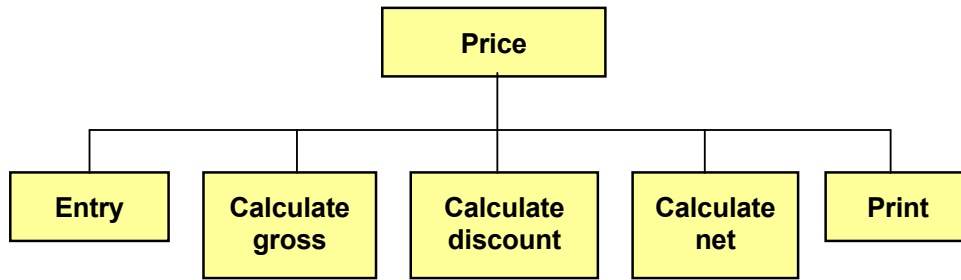 Price
Entry
Calculate
gross
Calculate
discount
Calculate
net
Print